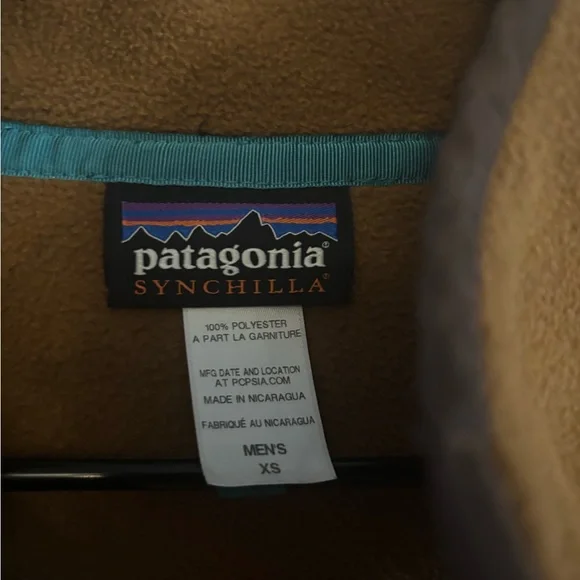 patagonia®
SYNCHILLA®
100% POLYESTER
A PART LA GARNITURE
MFG DATE AND LOCATION
AT PCPSIA.COM
MADE IN NICARAGUA
FABRIQUÉ AU NICARAGUA
MEN'S
XS